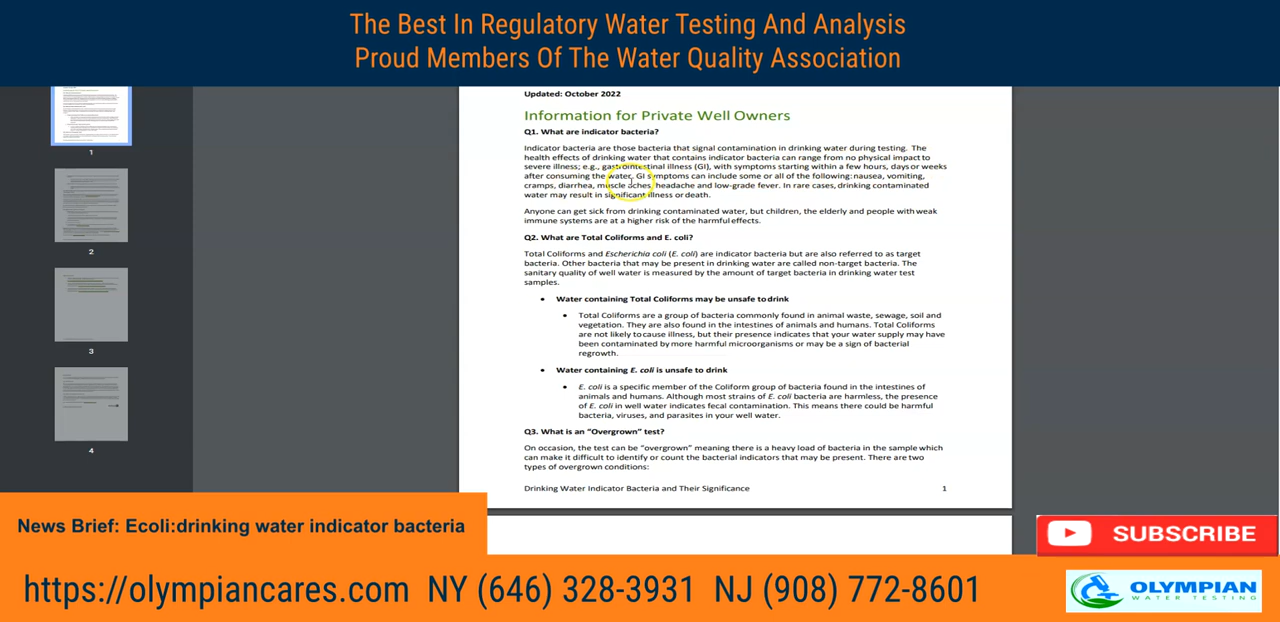 The Best In Regulatory Water Testing And Analysis
Proud Members Of The Water Quality Association
Updated: October 2022
Information for Private Well Owners
Q1. What are indicator bacteria?
Indicator bacteria are those bacteria that signal contamination in drinking water during testing. The
health effects of drinking water that contains indicator bacteria can range from no physical impact to
severe illness; e.g., gastrointestinal illness (GI), with symptoms starting within a few hours, days or weeks
after consuming the water. GI symptoms can include some or all of the following: nausea, vomiting,
cramps, diarrhea, muscle aches, headache and low-grade fever. In rare cases, drinking contaminated
water may result in significant illness or death.
Anyone can get sick from drinking contaminated water, but children, the elderly and people with weak
immune systems are at a higher risk of the harmful effects.
Q2. What are Total Coliforms and E. coli?
Total Coliforms and Escherichia coli (E. coli) are indicator bacteria but are also referred to as target
bacteria. Other bacteria that may be present in drinking water are called non-target bacteria. The
sanitary quality of well water is measured by the amount of target bacteria in drinking water test
samples.
• Water containing Total Coliforms may be unsafe to drink
• Total Coliforms are a group of bacteria commonly found in animal waste, sewage, soil and
vegetation. They are also found in the intestines of animals and humans. Total Coliforms
are not likely to cause illness, but their presence indicates that your water supply may have
been contaminated by more harmful microorganisms or may be a sign of bacterial
regrowth.
• Water containing E. coli is unsafe to drink
• E. coli is a specific member of the Coliform group of bacteria found in the intestines of
animals and humans. Although most strains of E. coli bacteria are harmless, the presence
of E. coli in well water indicates fecal contamination. This means there could be harmful
bacteria, viruses, and parasites in your well water.
Q3. What is an “Overgrown” test?
On occasion, the test can be “overgrown” meaning there is a heavy load of bacteria in the sample which
can make it difficult to identify or count the bacterial indicators that may be present. There are two
types of overgrown conditions:
Drinking Water Indicator Bacteria and Their Significance 1
1
2
3
4
News Brief: Ecoli:drinking water indicator bacteria
SUBSCRIBE
https://olympiancares.com NY (646) 328-3931 NJ (908) 772-8601
OLYMPIAN
WATER TESTING